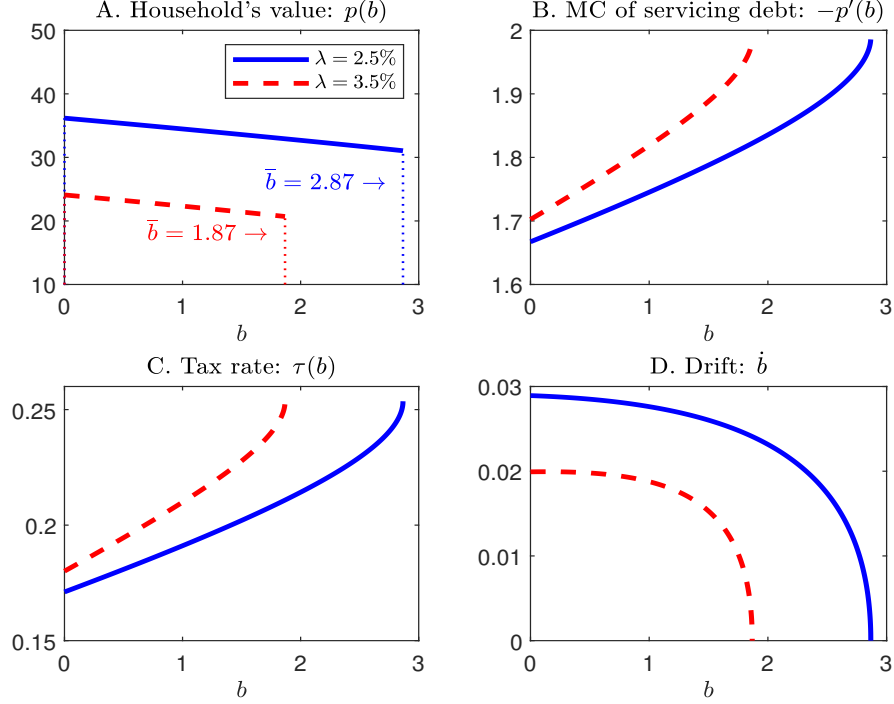 A. Household's value: p(b)
50
40
30
20
10
λ = 2.5%
λ = 3.5%
b̅ = 2.87 →
b̅ = 1.87 →
0
1
2
3
b
B. MC of servicing debt: −p′(b)
2
1.9
1.8
1.7
1.6
0
1
2
3
b
C. Tax rate: τ(b)
0.25
0.2
0.15
0
1
2
3
b
D. Drift: ḃ
0.03
0.02
0.01
0
0
1
2
3
b